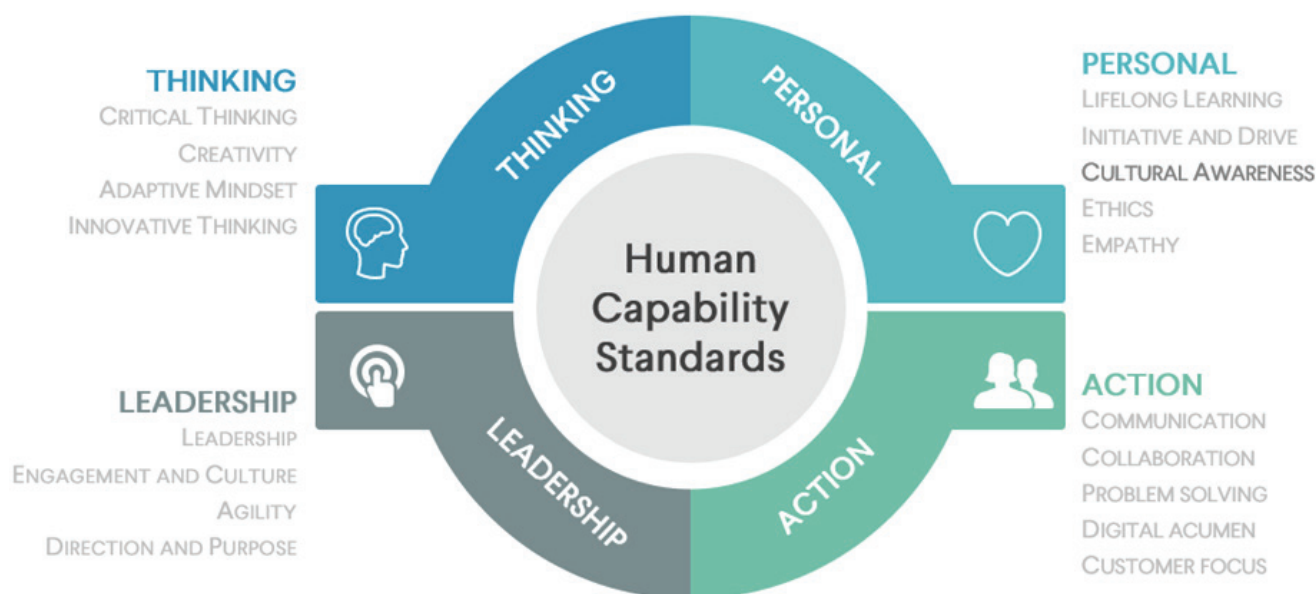 THINKING
CRITICAL THINKING
CREATIVITY
ADAPTIVE MINDSET
INNOVATIVE THINKING
THINKING
PERSONAL
PERSONAL
LIFELONG LEARNING
INITIATIVE AND DRIVE
CULTURAL AWARENESS
ETHICS
EMPATHY
Human
Capability
Standards
LEADERSHIP
LEADERSHIP
ENGAGEMENT AND CULTURE
AGILITY
DIRECTION AND PURPOSE
LEADERSHIP
ACTION
ACTION
COMMUNICATION
COLLABORATION
PROBLEM SOLVING
DIGITAL ACUMEN
CUSTOMER FOCUS